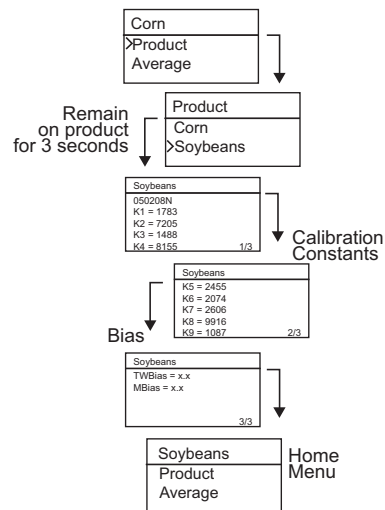 Corn
>Product
Average
Remain
on product
for 3 seconds
Product
Corn
>Soybeans
Soybeans
050208N
K1 = 1783
K2 = 7205
K3 = 1488
K4 = 8155 1/3
Calibration
Constants
Soybeans
K5 = 2455
K6 = 2074
K7 = 2606
K8 = 9916
K9 = 1087 2/3
Bias
Soybeans
TWBias = x.x
MBias = x.x
3/3
Soybeans
Product
Average
Home
Menu